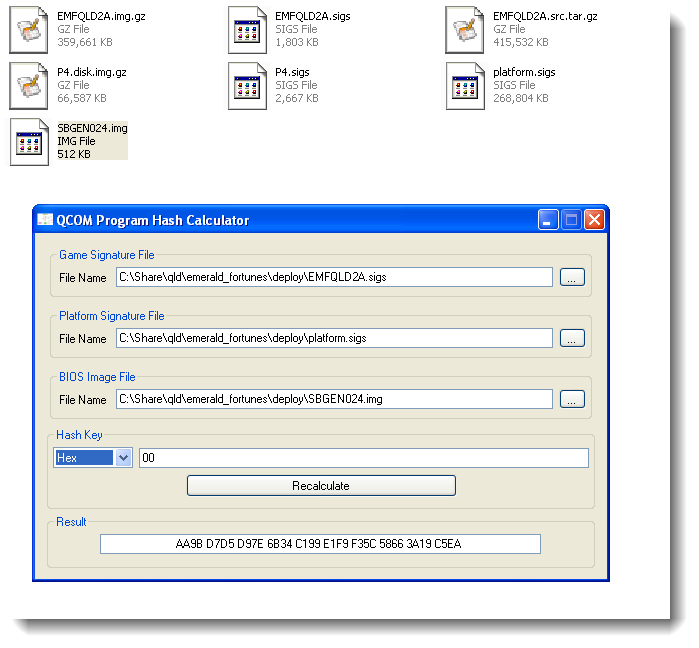 EMFQLD2A.img.gz
GZ File
359,661 KB
EMFQLD2A.sigs
SIGS File
1,803 KB
EMFQLD2A.src.tar.gz
GZ File
415,532 KB
P4.disk.img.gz
GZ File
66,587 KB
P4.sigs
SIGS File
2,667 KB
platform.sigs
SIGS File
268,804 KB
SBGEN024.img
IMG File
512 KB
QCOM Program Hash Calculator
Game Signature File
File Name C:\Share\qld\emerald_fortunes\deploy\EMFQLD2A.sigs ...
Platform Signature File
File Name C:\Share\qld\emerald_fortunes\deploy\platform.sigs ...
BIOS Image File
File Name C:\Share\qld\emerald_fortunes\deploy\SBGEN024.img ...
Hash Key
Hex 00
Recalculate
Result
AA9B D7D5 D97E 6B34 C199 E1F9 F35C 5866 3A19 C5EA